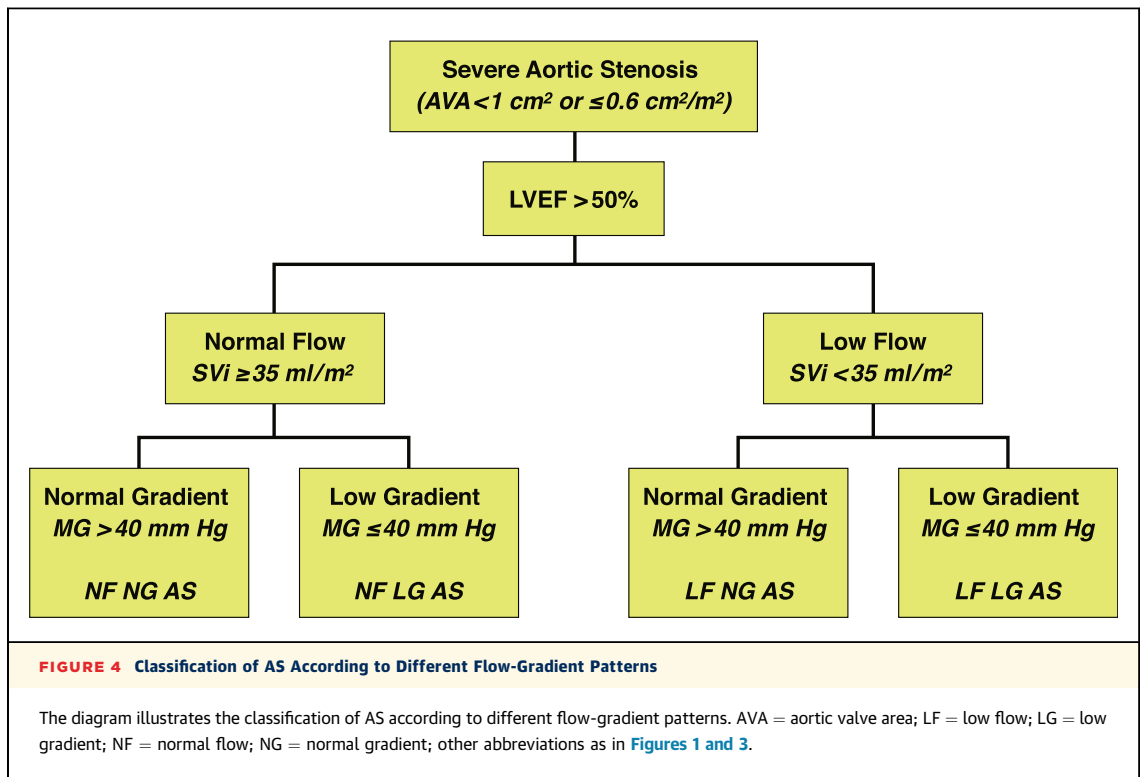 Severe Aortic Stenosis
(AVA<1 cm² or ≤0.6 cm²/m²)
LVEF >50%
Normal Flow
SVi ≥35 ml/m²
Low Flow
SVi <35 ml/m²
Normal Gradient
MG >40 mm Hg
NF NG AS
Low Gradient
MG ≤40 mm Hg
NF LG AS
Normal Gradient
MG >40 mm Hg
LF NG AS
Low Gradient
MG ≤40 mm Hg
LF LG AS
FIGURE 4 Classification of AS According to Different Flow-Gradient Patterns
The diagram illustrates the classification of AS according to different flow-gradient patterns. AVA = aortic valve area; LF = low flow; LG = low
gradient; NF = normal flow; NG = normal gradient; other abbreviations as in Figures 1 and 3.